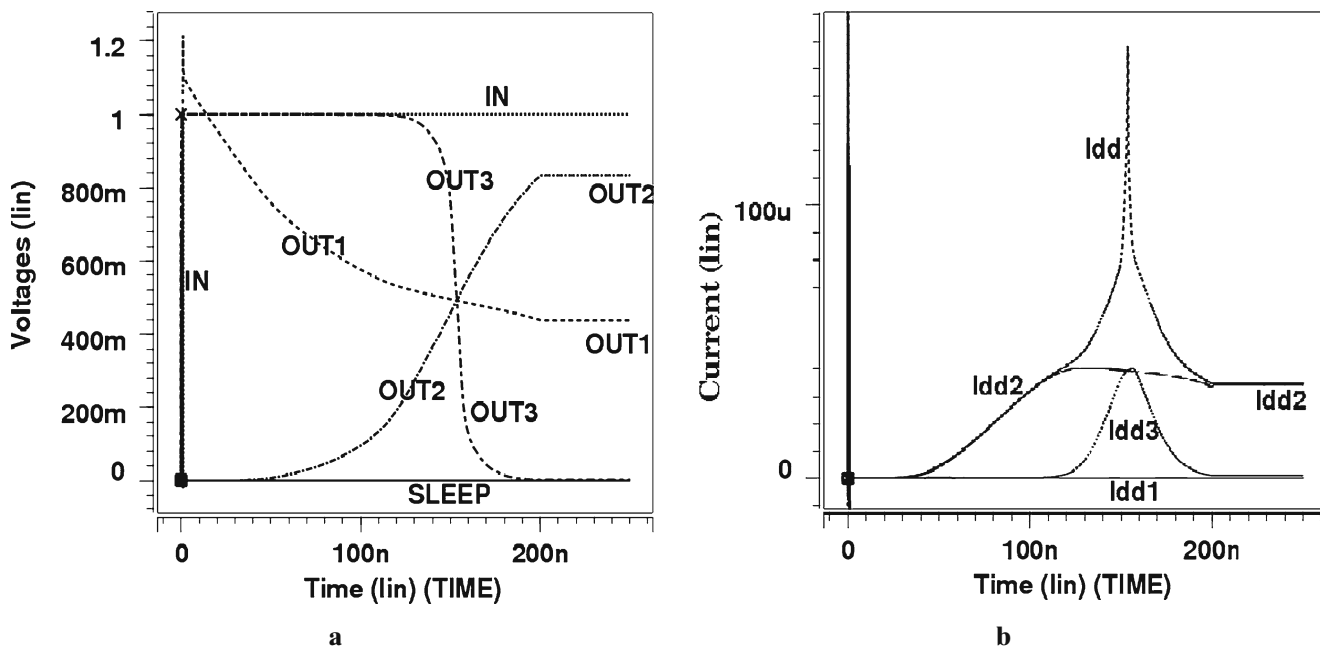 1.2
1
800m
600m
400m
200m
0
Voltages (lin)
IN
OUT3
OUT2
OUT1
IN
OUT1
OUT2
OUT3
SLEEP
0
100n
200n
Time (lin) (TIME)
a
Idd
100u
Current (lin)
Idd2
Idd2
Idd3
0
Idd1
0
100n
200n
Time (lin) (TIME)
b